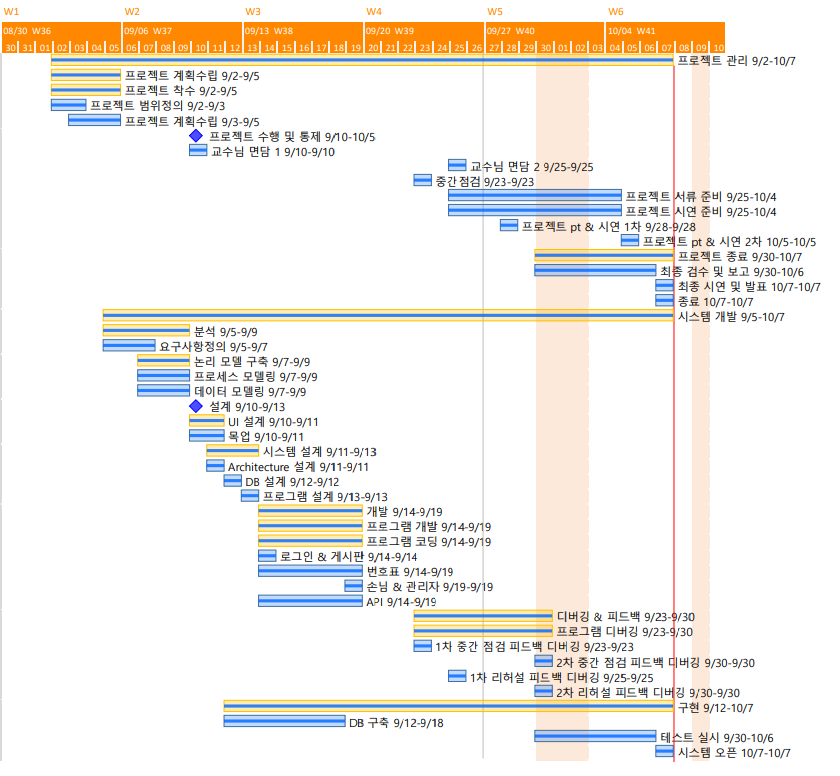 W1 W2 W3 W4 W5 W6
08/30 W36 09/06 W37 09/13 W38 09/20 W39 09/27 W40 10/04 W41
30 31 01 02 03 04 05 06 07 08 09 10 11 12 13 14 15 16 17 18 19 20 21 22 23 24 25 26 27 28 29 30 01 02 03 04 05 06 07 08 09 10
프로젝트 관리 9/2-10/7
프로젝트 계획수립 9/2-9/5
프로젝트 착수 9/2-9/5
프로젝트 범위정의 9/2-9/3
프로젝트 계획수립 9/3-9/5
프로젝트 수행 및 통제 9/10-10/5
교수님 면담 1 9/10-9/10
교수님 면담 2 9/25-9/25
중간 점검 9/23-9/23
프로젝트 서류 준비 9/25-10/4
프로젝트 시연 준비 9/25-10/4
프로젝트 pt & 시연 1차 9/28-9/28
프로젝트 pt & 시연 2차 10/5-10/5
프로젝트 종료 9/30-10/7
최종 검수 및 보고 9/30-10/6
최종 시연 및 발표 10/7-10/7
종료 10/7-10/7
시스템 개발 9/5-10/7
분석 9/5-9/9
요구사항정의 9/5-9/7
논리 모델 구축 9/7-9/9
프로세스 모델링 9/7-9/9
데이터 모델링 9/7-9/9
설계 9/10-9/13
UI 설계 9/10-9/11
목업 9/10-9/11
시스템 설계 9/11-9/13
Architecture 설계 9/11-9/11
DB 설계 9/12-9/12
프로그램 설계 9/13-9/13
개발 9/14-9/19
프로그램 개발 9/14-9/19
프로그램 코딩 9/14-9/19
로그인 & 게시판 9/14-9/14
번호표 9/14-9/19
손님 & 관리자 9/19-9/19
API 9/14-9/19
디버깅 & 피드백 9/23-9/30
프로그램 디버깅 9/23-9/30
1차 중간 점검 피드백 디버깅 9/23-9/23
2차 중간 점검 피드백 디버깅 9/30-9/30
1차 리허설 피드백 디버깅 9/25-9/25
2차 리허설 피드백 디버깅 9/30-9/30
구현 9/12-10/7
DB 구축 9/12-9/18
테스트 실시 9/30-10/6
시스템 오픈 10/7-10/7